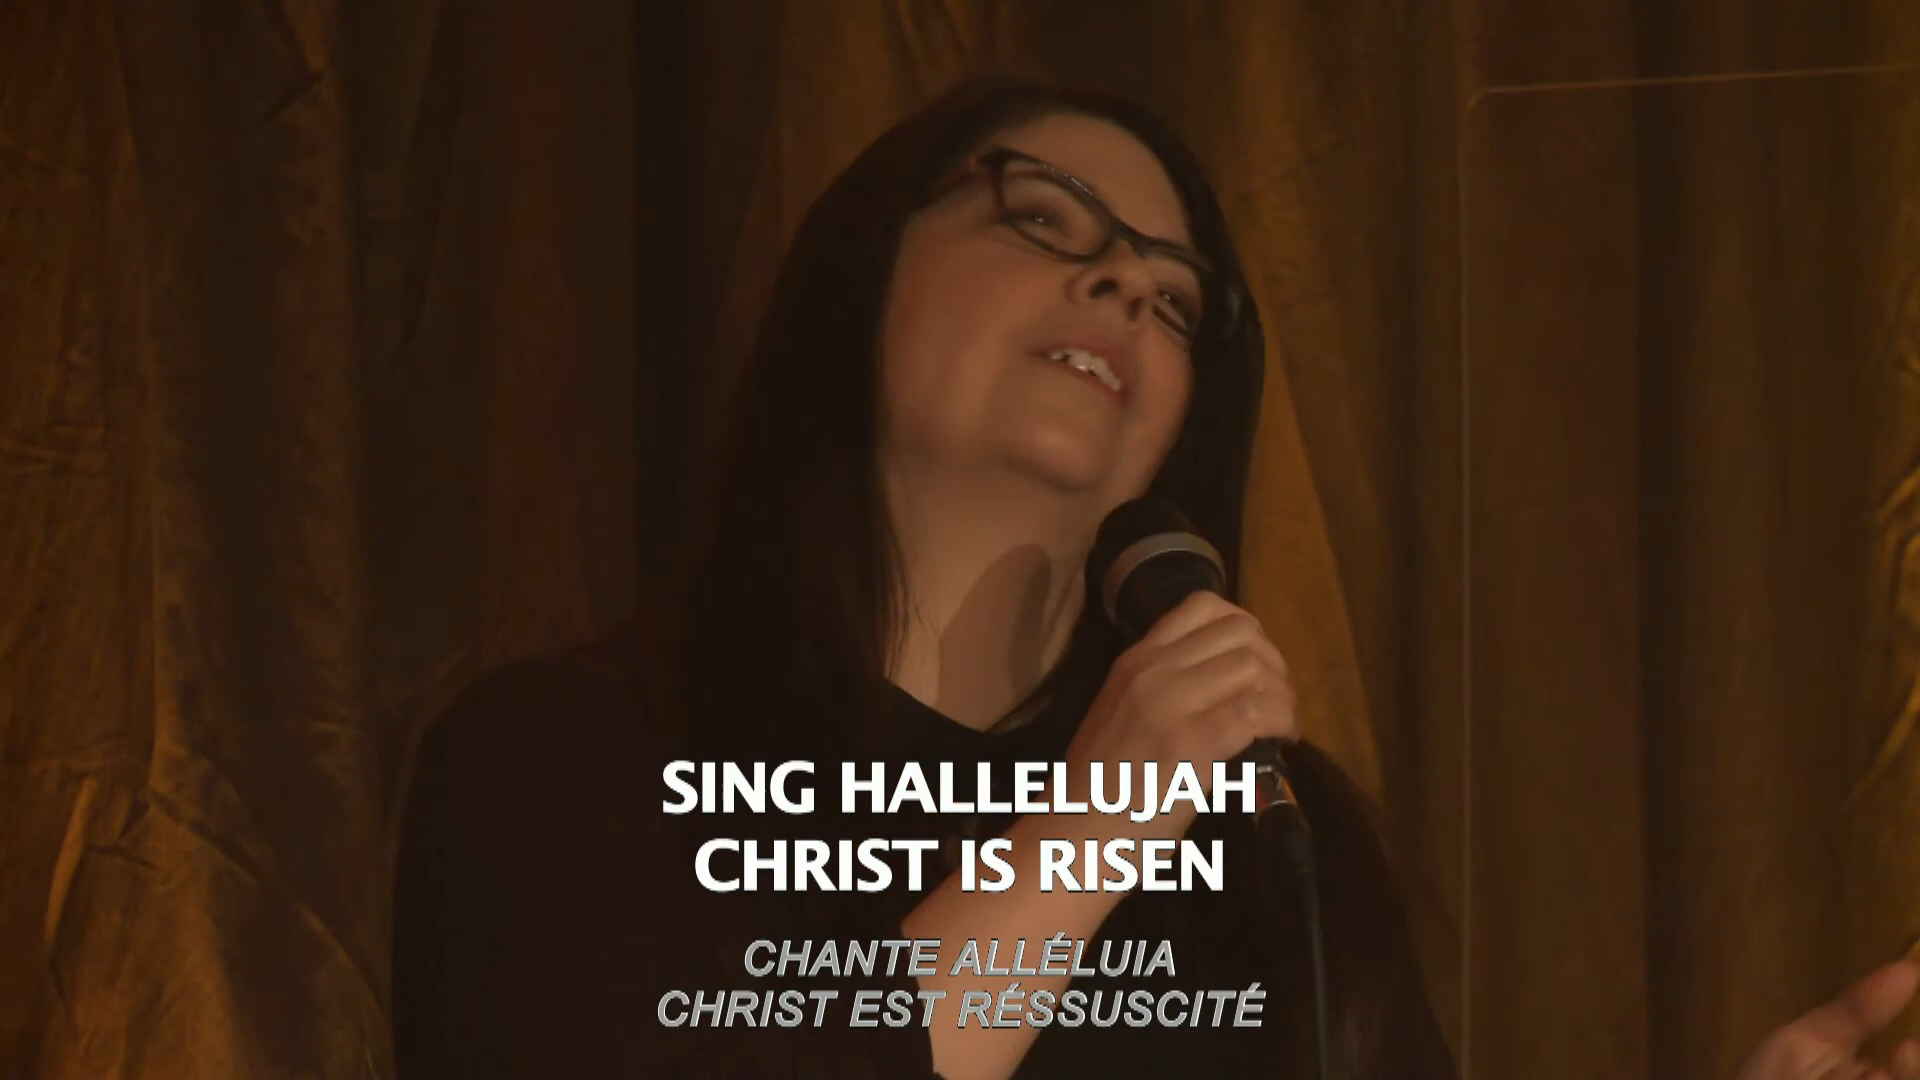 SING HALLELUJAH
CHRIST IS RISEN
CHANTE ALLÉLUIA
CHRIST EST RÉSSUSCITÉ